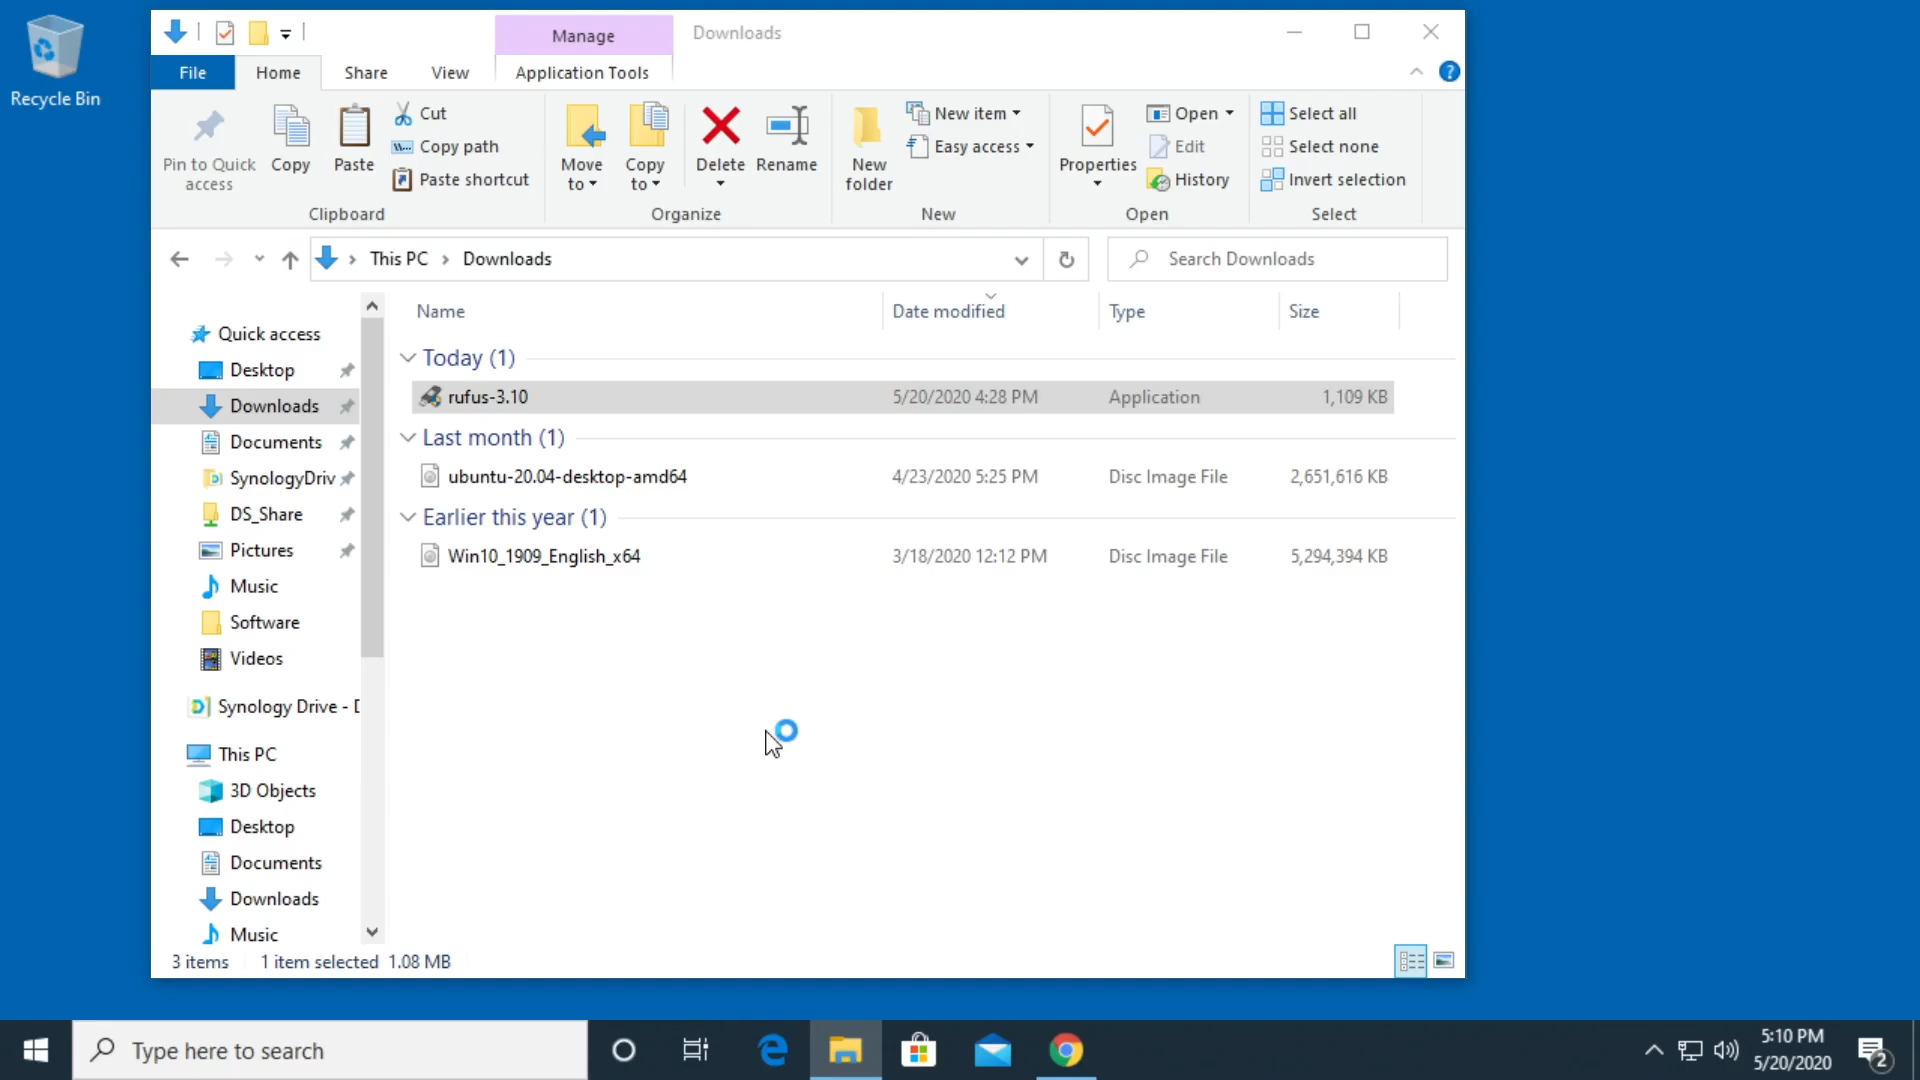 Recycle Bin
Manage
Downloads
File
Home
Share
View
Application Tools
Pin to Quick access
Copy
Paste
Cut
Copy path
Paste shortcut
Clipboard
Move to
Copy to
Delete
Rename
Organize
New folder
New item
Easy access
New
Properties
Open
Edit
History
Open
Select all
Select none
Invert selection
Select
This PC
Downloads
Search Downloads
Quick access
Desktop
Downloads
Documents
SynologyDriv
DS_Share
Pictures
Music
Software
Videos
Synology Drive - D
This PC
3D Objects
Desktop
Documents
Downloads
Music
Name Date modified Type Size
Today (1)
rufus-3.10 5/20/2020 4:28 PM Application 1,109 KB
Last month (1)
ubuntu-20.04-desktop-amd64 4/23/2020 5:25 PM Disc Image File 2,651,616 KB
Earlier this year (1)
Win10_1909_English_x64 3/18/2020 12:12 PM Disc Image File 5,294,394 KB
3 items 1 item selected 1.08 MB
Type here to search
5:10 PM
5/20/2020
2